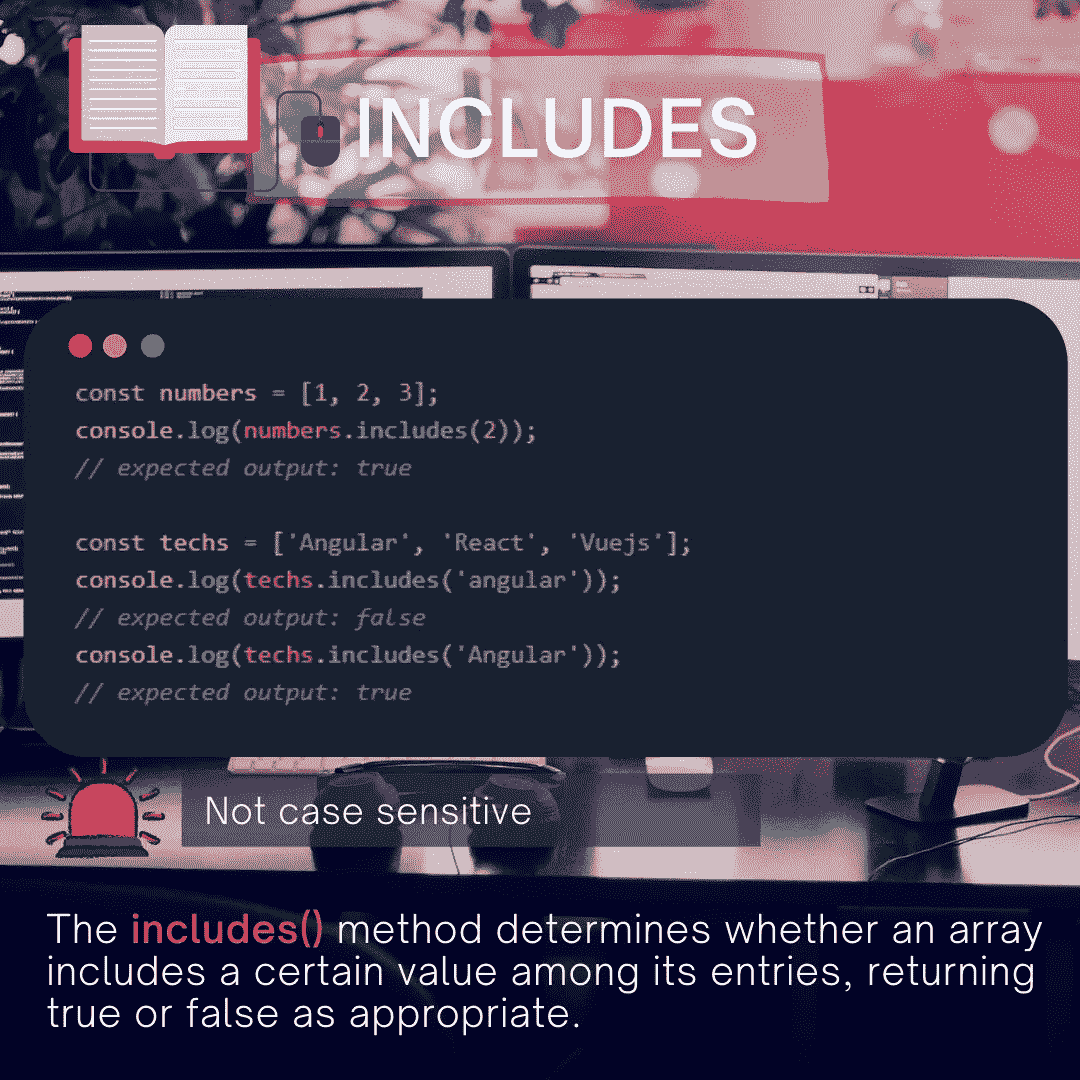 INCLUDES
const numbers = [1, 2, 3];
console.log(numbers.includes(2));
// expected output: true
const techs = ['Angular', 'React', 'Vuejs'];
console.log(techs.includes('angular'));
// expected output: false
console.log(techs.includes('Angular'));
// expected output: true
Not case sensitive
The includes() method determines whether an array
includes a certain value among its entries, returning
true or false as appropriate.